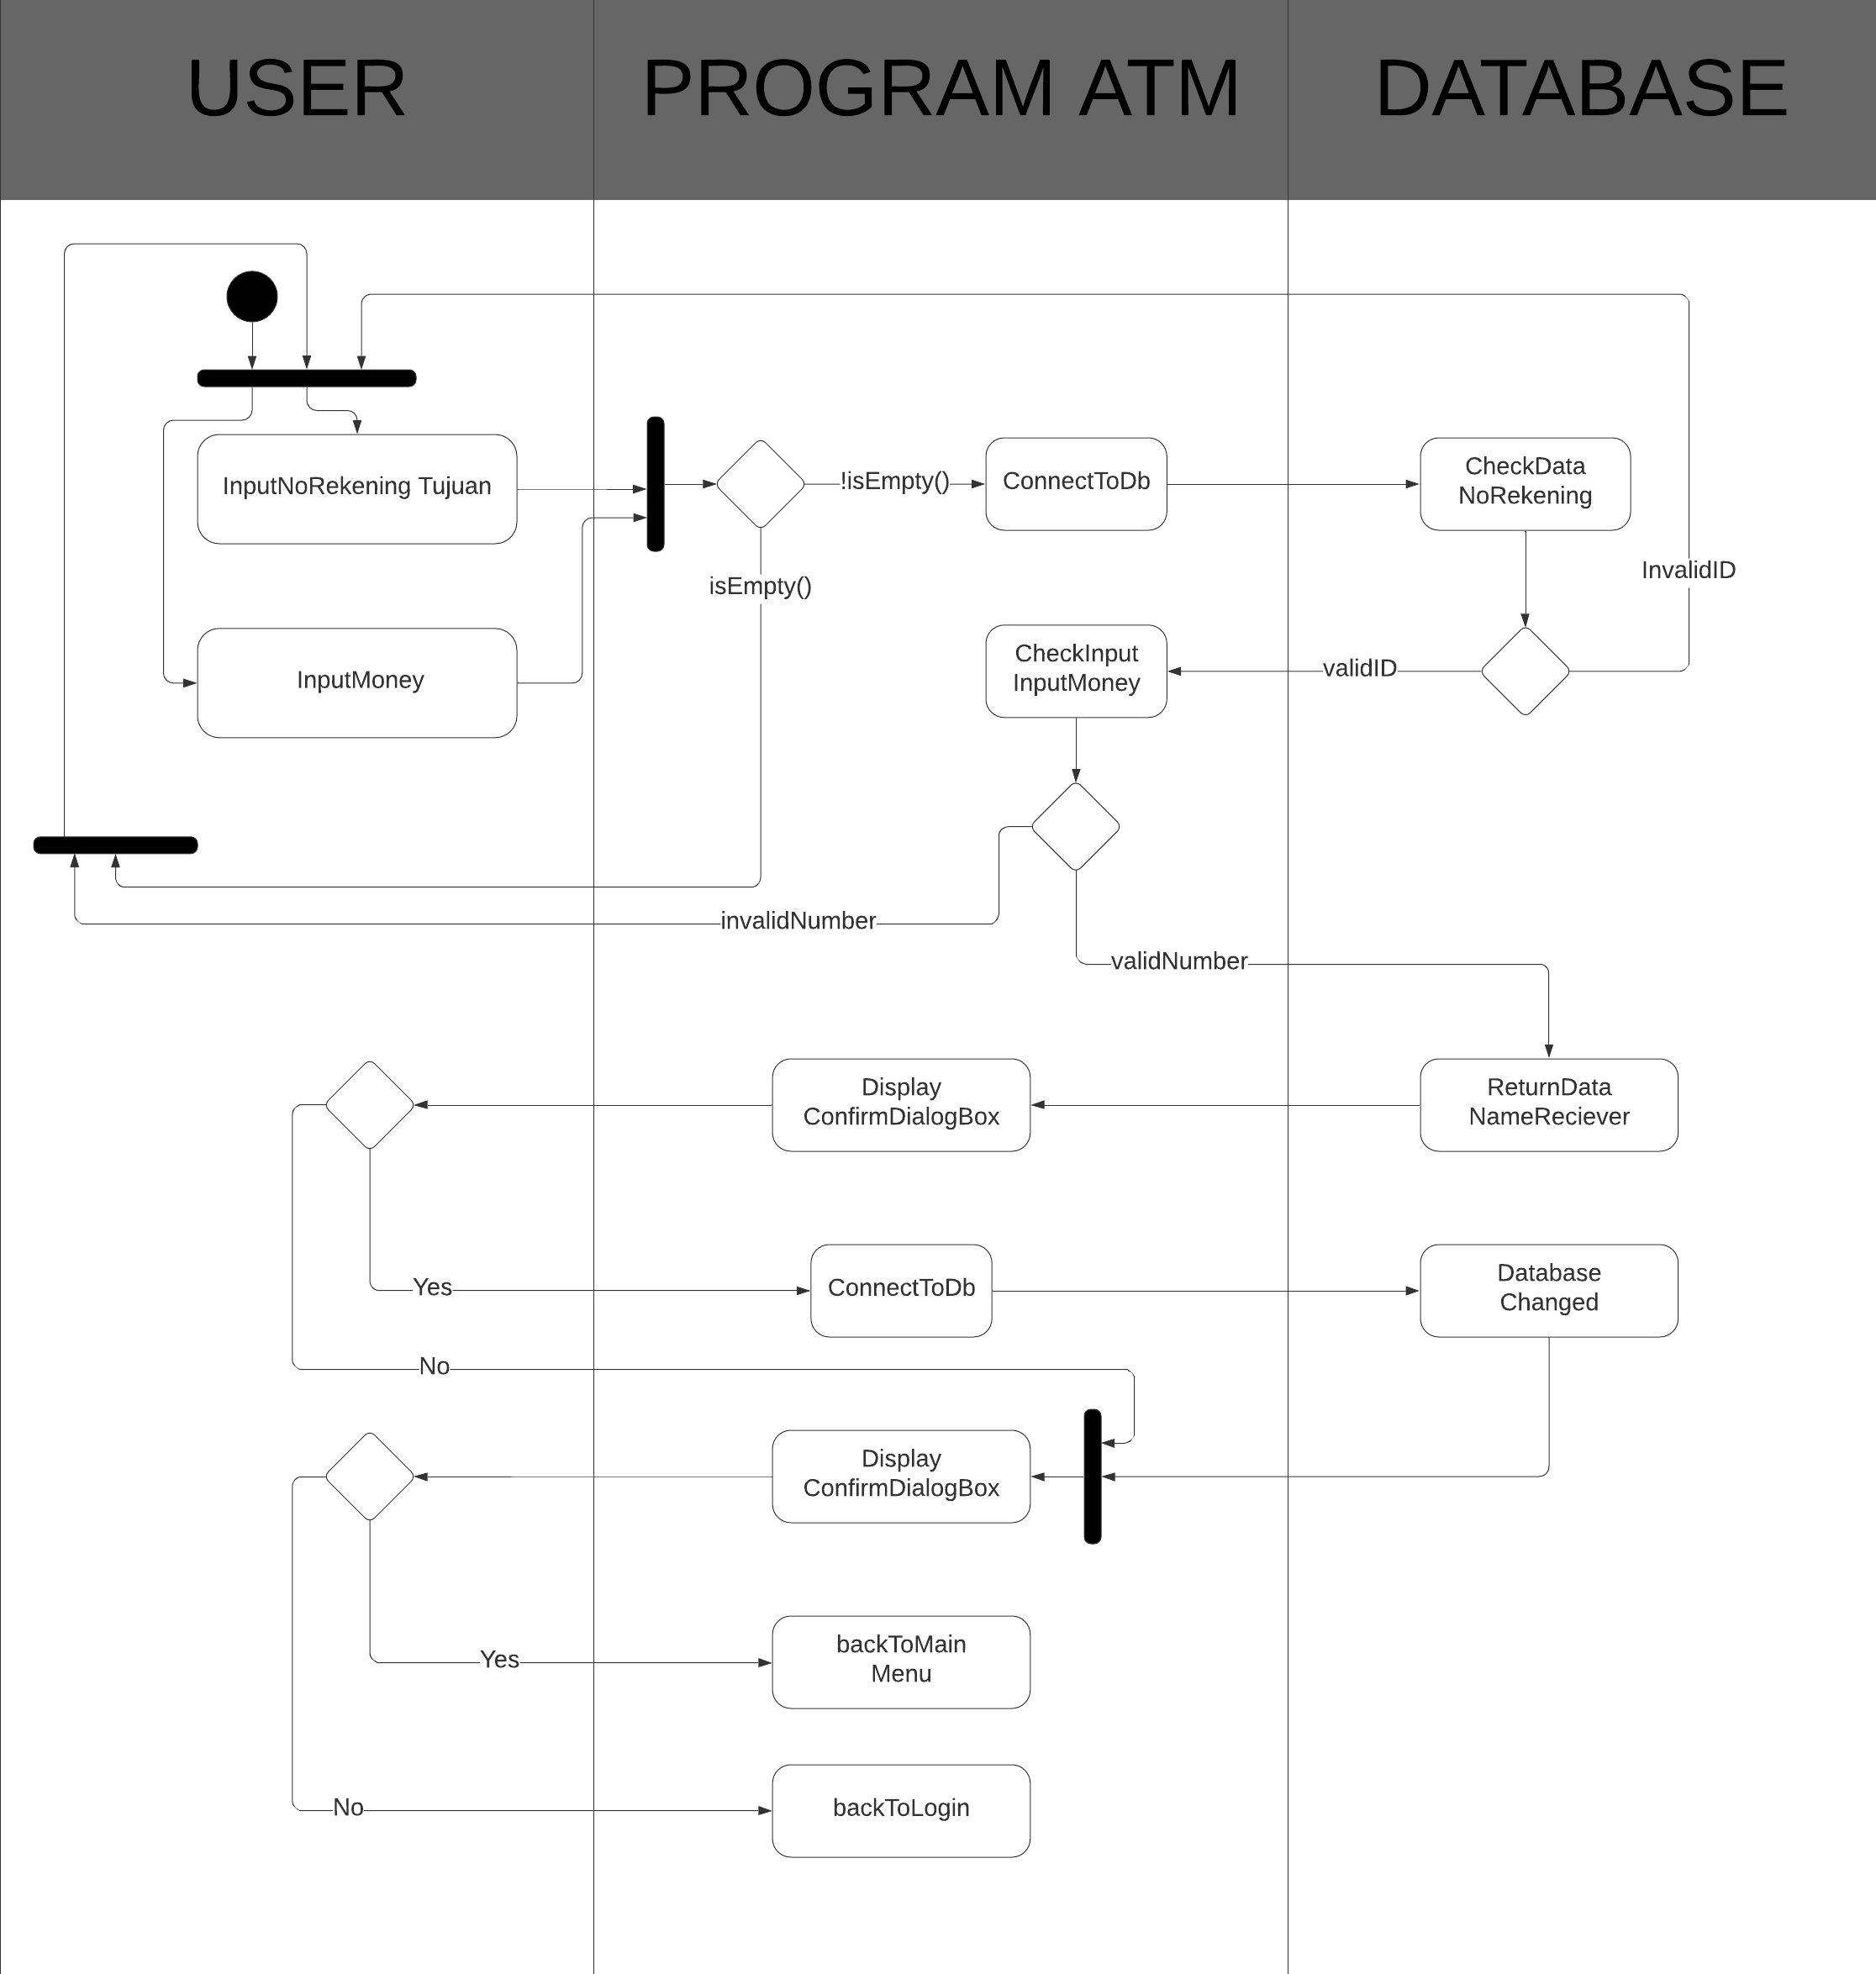 USER
PROGRAM ATM
DATABASE
InputNoRekening Tujuan
!isEmpty()
ConnectToDb
CheckData
NoRekening
InvalidID
isEmpty()
InputMoney
CheckInput
InputMoney
validID
invalidNumber
validNumber
Display
ConfirmDialogBox
ReturnData
NameReciever
Yes
ConnectToDb
Database
Changed
No
Display
ConfirmDialogBox
Yes
backToMain
Menu
No
backToLogin